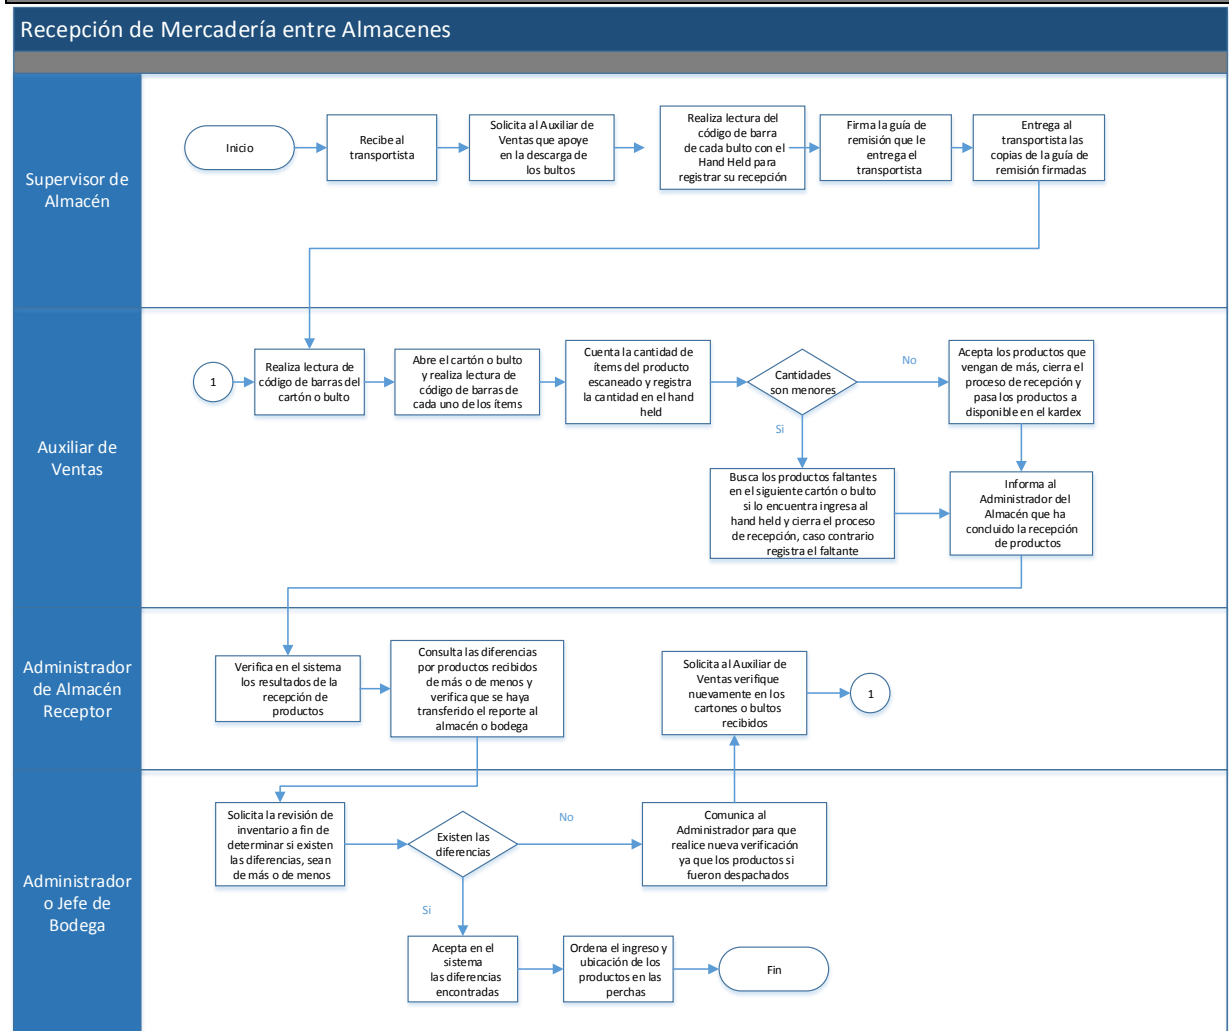 Recepción de Mercadería entre Almacenes
Supervisor de
Almacén
Inicio
Recibe al
transportista
Solicita al Auxiliar de
Ventas que apoye
en la descarga de
los bultos
Realiza lectura del
código de barra
de cada bulto con el
Hand Held para
registrar su recepción
Firma la guía de
remisión que le
entrega el
transportista
Entrega al
transportista las
copias de la guía de
remisión firmadas
Auxiliar de
Ventas
1
Realiza lectura de
código de barras del
cartón o bulto
Abre el cartón o bulto
y realiza lectura de
código de barras de
cada uno de los ítems
Cuenta la cantidad de
ítems del producto
escaneado y registra
la cantidad en el hand
held
Cantidades
son menores
No
Si
Acepta los productos que
vengan de más, cierra el
proceso de recepción y
pasa los productos a
disponible en el kardex
Busca los productos faltantes
en el siguiente cartón o bulto
si lo encuentra ingresa al
hand held y cierra el proceso
de recepción, caso contrario
registra el faltante
Informa al
Administrador del
Almacén que ha
concluido la recepción
de productos
Administrador
de Almacén
Receptor
Verifica en el sistema
los resultados de la
recepción de
productos
Consulta las diferencias
por productos recibidos
de más o de menos y
verifica que se haya
transferido el reporte al
almacén o bodega
Solicita al Auxiliar de
Ventas verifique
nuevamente en los
cartones o bultos
recibidos
1
Administrador
o Jefe de
Bodega
Solicita la revisión de
inventario a fin de
determinar si existen
las diferencias, sean
de más o de menos
Existen las
diferencias
No
Si
Comunica al
Administrador para que
realice nueva verificación
ya que los productos si
fueron despachados
Acepta en el
sistema
las diferencias
encontradas
Ordena el ingreso y
ubicación de los
productos en las
perchas
Fin